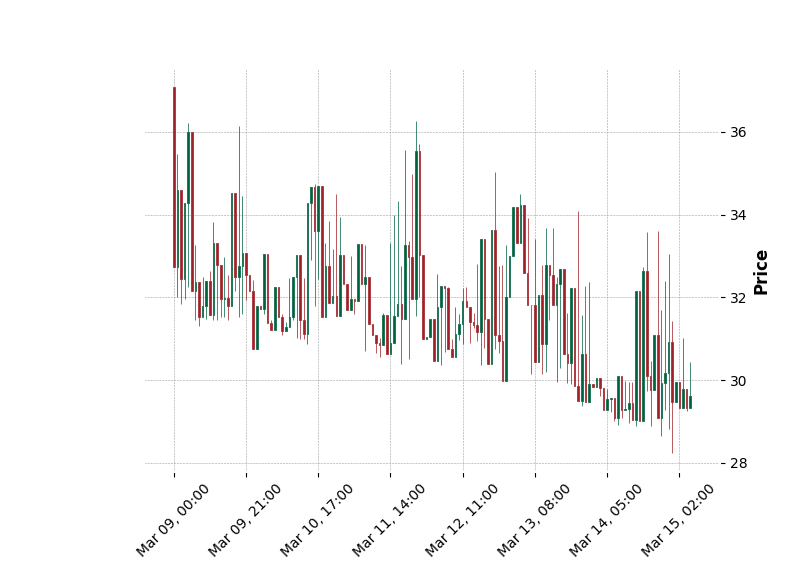 36
34
32
30
28
Price
Mar 09, 00:00
Mar 09, 21:00
Mar 10, 17:00
Mar 11, 14:00
Mar 12, 11:00
Mar 13, 08:00
Mar 14, 05:00
Mar 15, 02:00